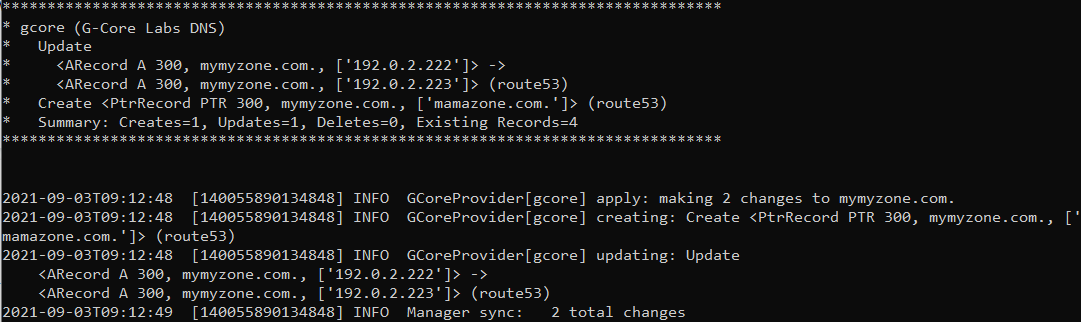 ********************************************************************************
* gcore (G-Core Labs DNS)
*   Update
*     <ARecord A 300, mymyzone.com., ['192.0.2.222']> ->
*     <ARecord A 300, mymyzone.com., ['192.0.2.223']> (route53)
*   Create <PtrRecord PTR 300, mymyzone.com., ['mamazone.com.']> (route53)
*   Summary: Creates=1, Updates=1, Deletes=0, Existing Records=4
********************************************************************************
2021-09-03T09:12:48  [140055890134848] INFO  GCoreProvider[gcore] apply: making 2 changes to mymyzone.com.
2021-09-03T09:12:48  [140055890134848] INFO  GCoreProvider[gcore] creating: Create <PtrRecord PTR 300, mymyzone.com., ['
mamazone.com.']> (route53)
2021-09-03T09:12:48  [140055890134848] INFO  GCoreProvider[gcore] updating: Update
    <ARecord A 300, mymyzone.com., ['192.0.2.222']> ->
    <ARecord A 300, mymyzone.com., ['192.0.2.223']> (route53)
2021-09-03T09:12:49  [140055890134848] INFO  Manager sync:   2 total changes